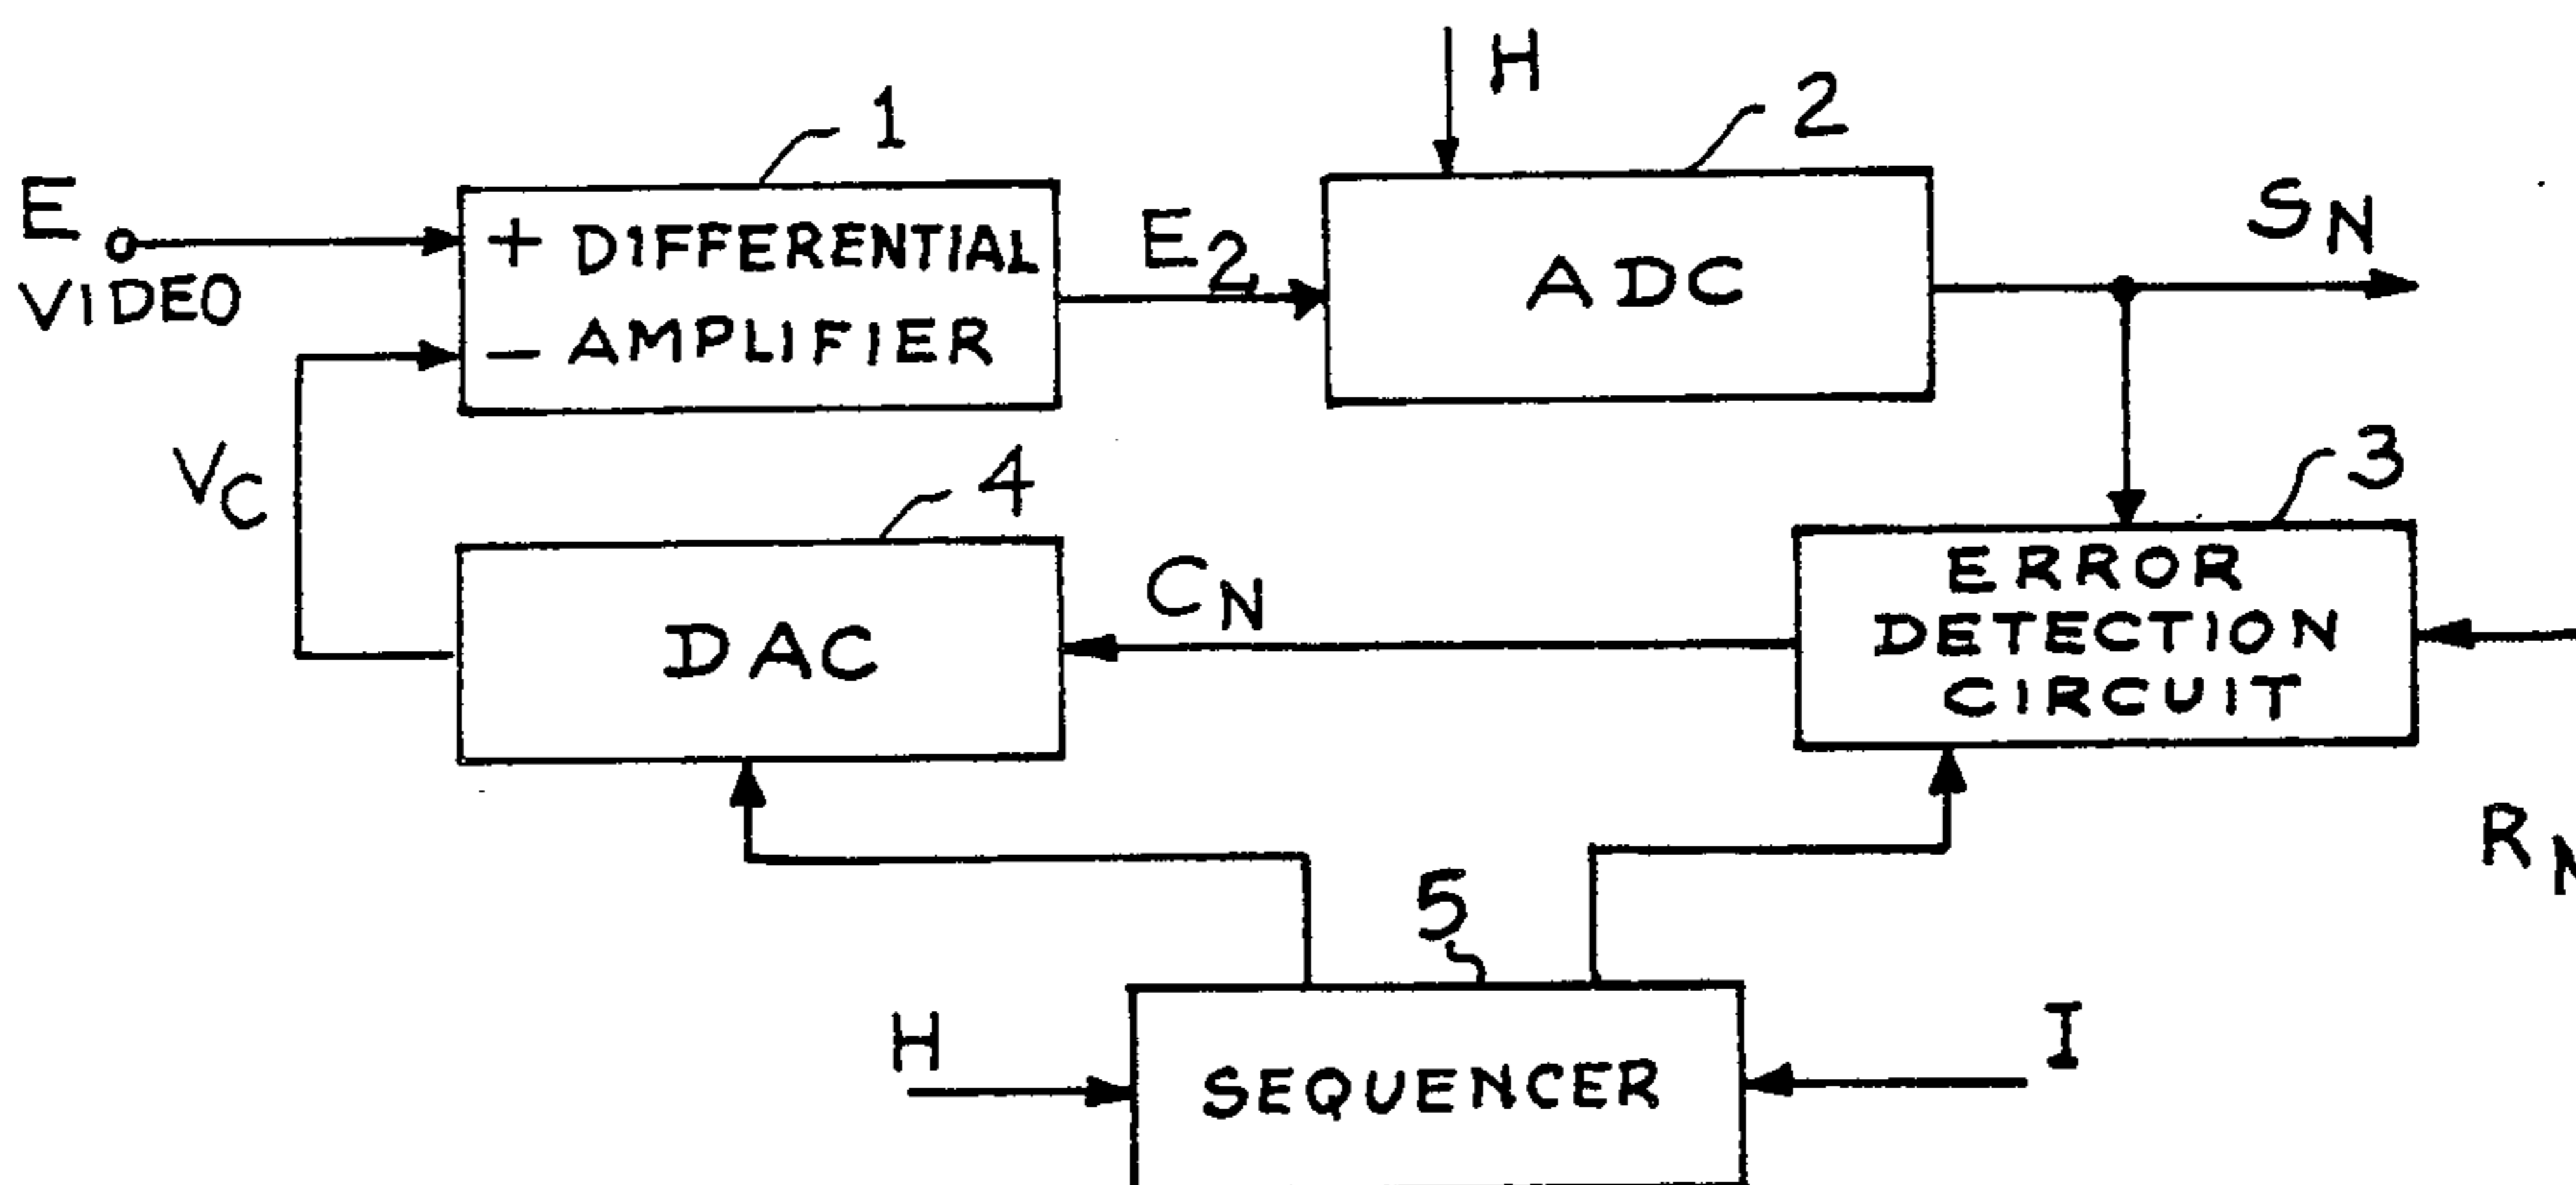 H
1
2
E
VIDEO
+ DIFFERENTIAL
- AMPLIFIER
E2
ADC
SN
VC
4
3
DAC
CN
ERROR
DETECTION
CIRCUIT
R
5
H
SEQUENCER
I